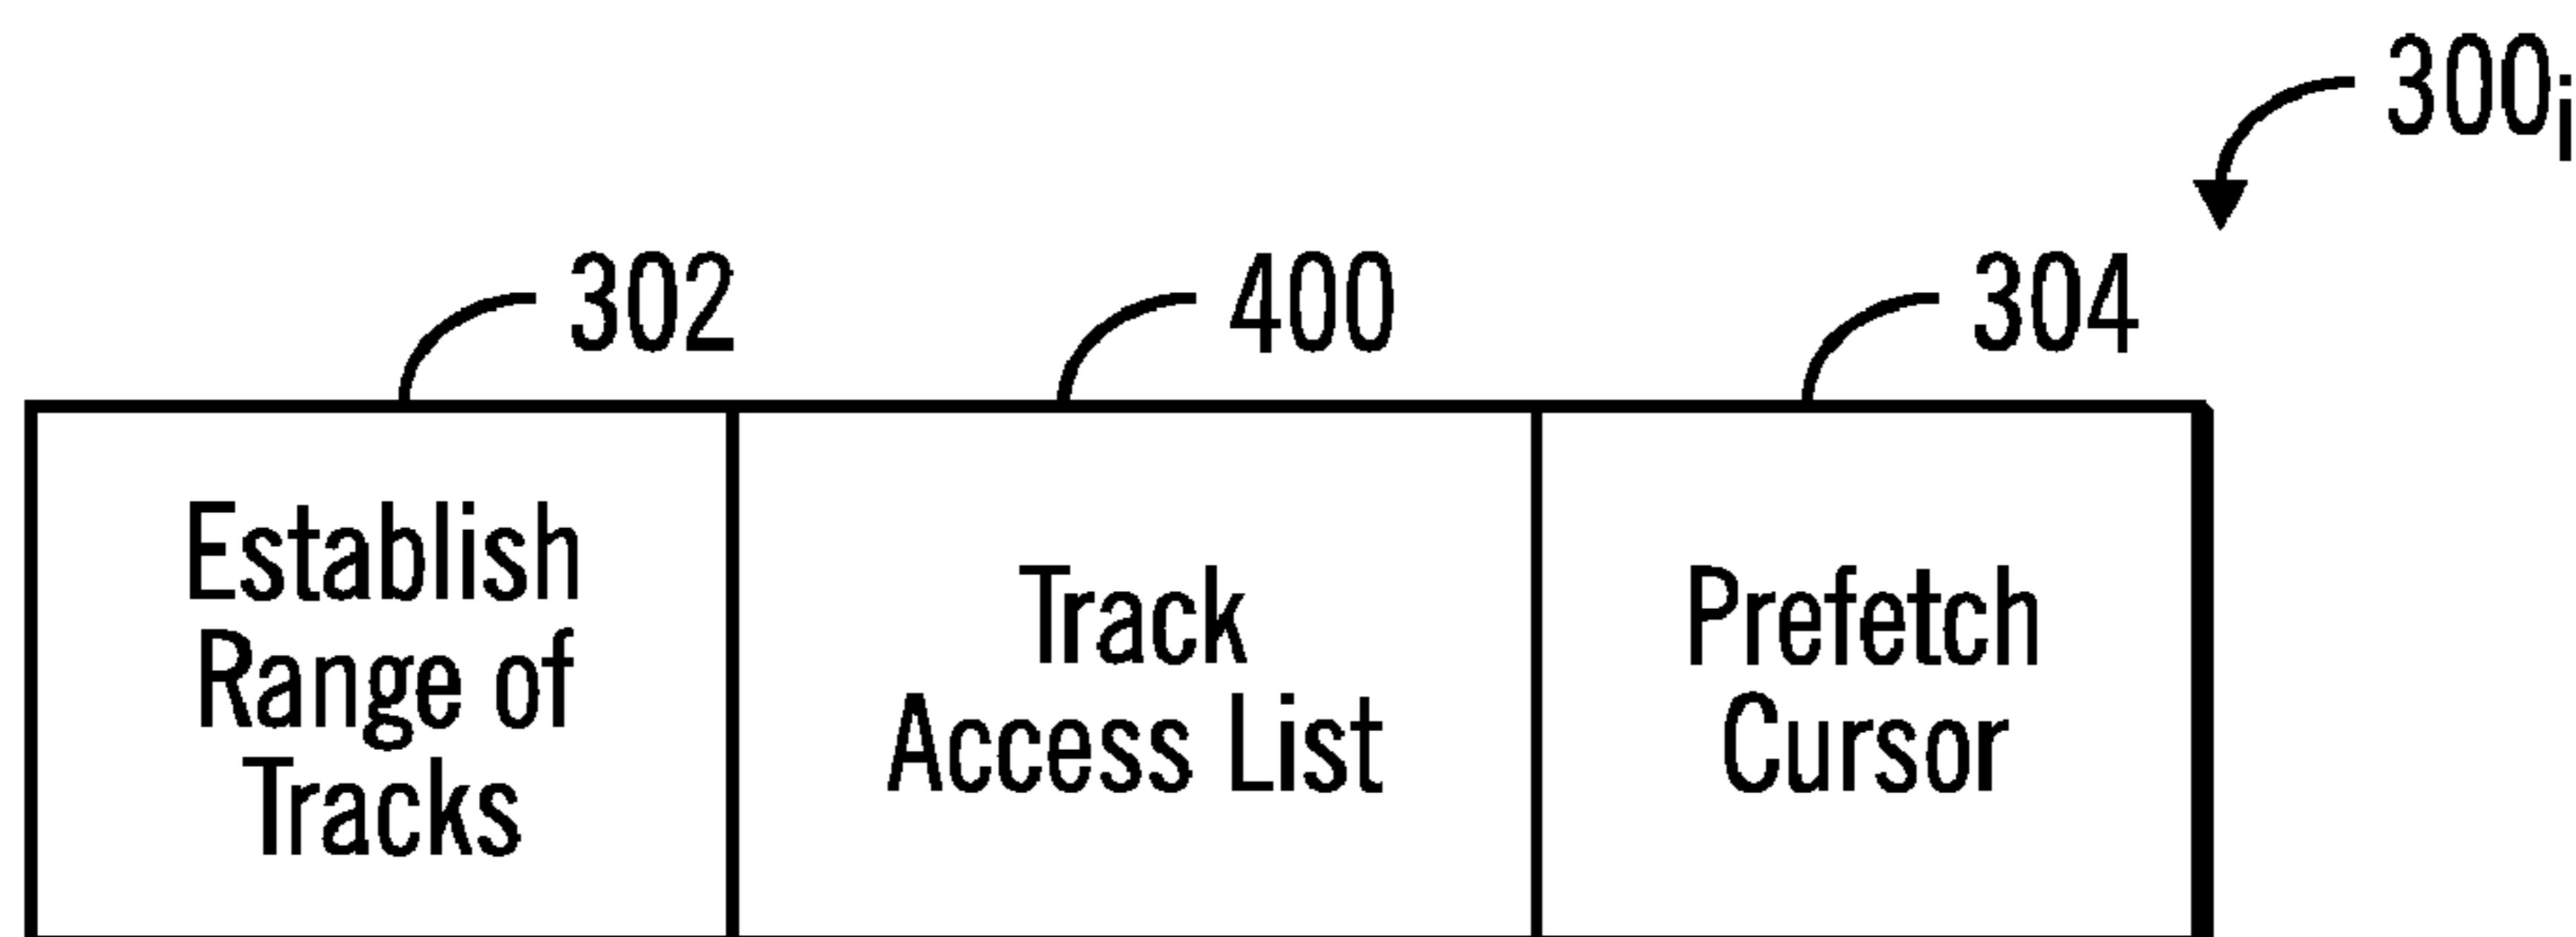 300i
302 400 304
Establish
Range of
Tracks
Track
Access List
Prefetch
Cursor